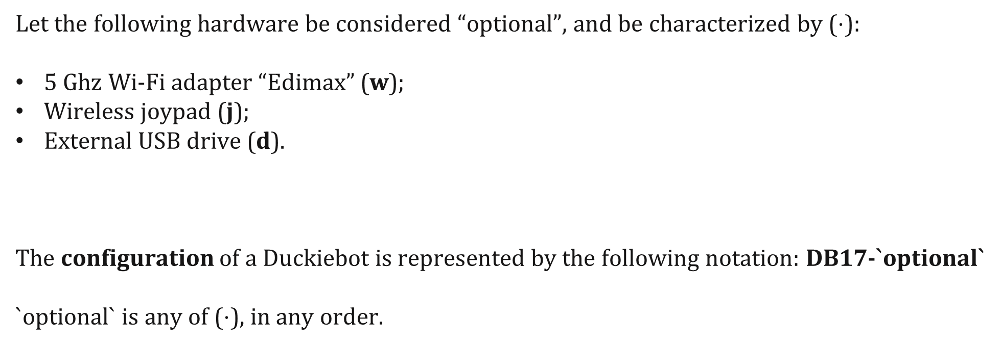 Let the following hardware be considered “optional”, and be characterized by (·):
• 5 Ghz Wi-Fi adapter “Edimax” (w);
• Wireless joypad (j);
• External USB drive (d).
The configuration of a Duckiebot is represented by the following notation: DB17-`optional`
`optional` is any of (·), in any order.